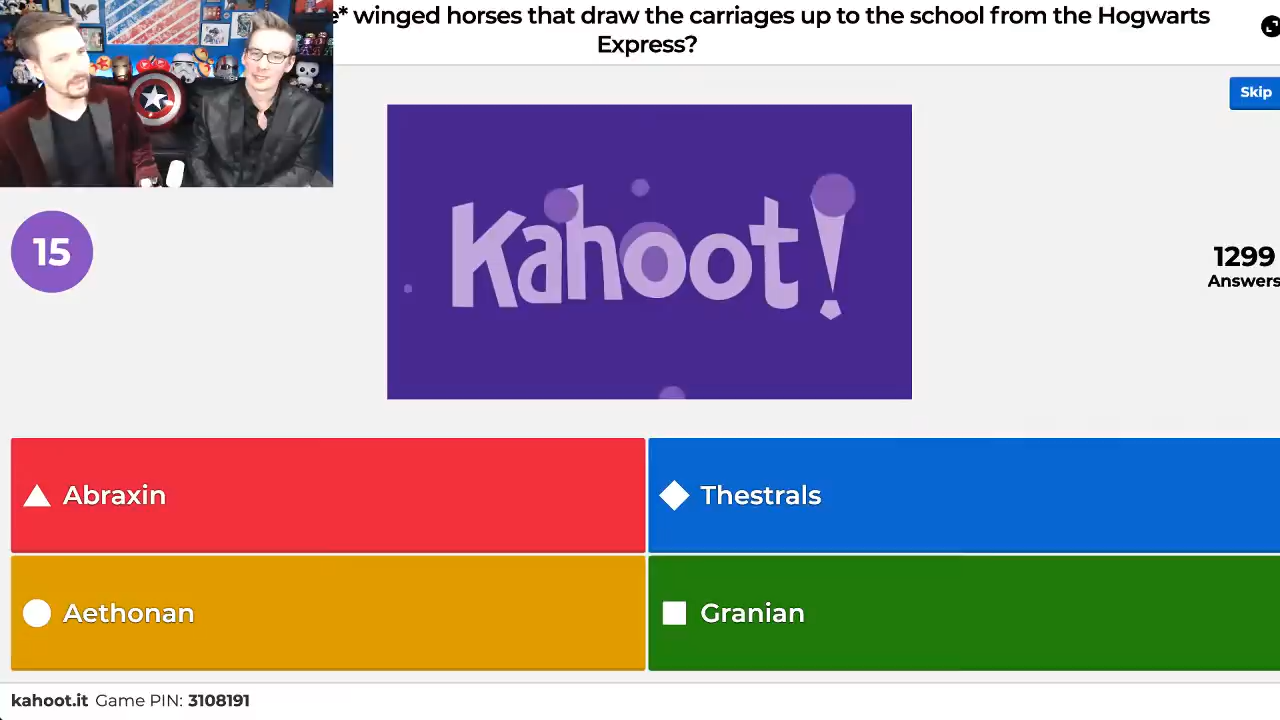 winged horses that draw the carriages up to the school from the Hogwarts
Express?
Skip
Kahoot!
15
1299
Answers
Abraxin
Thestrals
Aethonan
Granian
kahoot.it Game PIN: 3108191